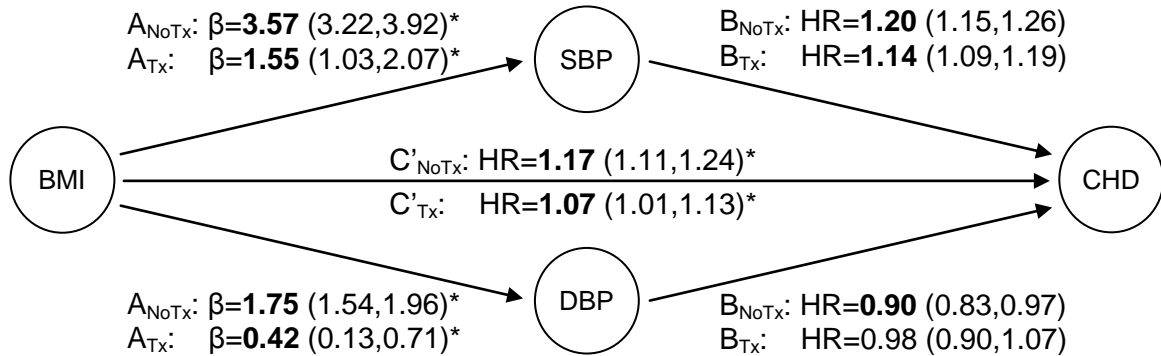 A_NoTx: β=3.57 (3.22,3.92)*
A_Tx: β=1.55 (1.03,2.07)*
SBP
B_NoTx: HR=1.20 (1.15,1.26)
B_Tx: HR=1.14 (1.09,1.19)
BMI
C'_NoTx: HR=1.17 (1.11,1.24)*
C'_Tx: HR=1.07 (1.01,1.13)*
CHD
A_NoTx: β=1.75 (1.54,1.96)*
A_Tx: β=0.42 (0.13,0.71)*
DBP
B_NoTx: HR=0.90 (0.83,0.97)
B_Tx: HR=0.98 (0.90,1.07)